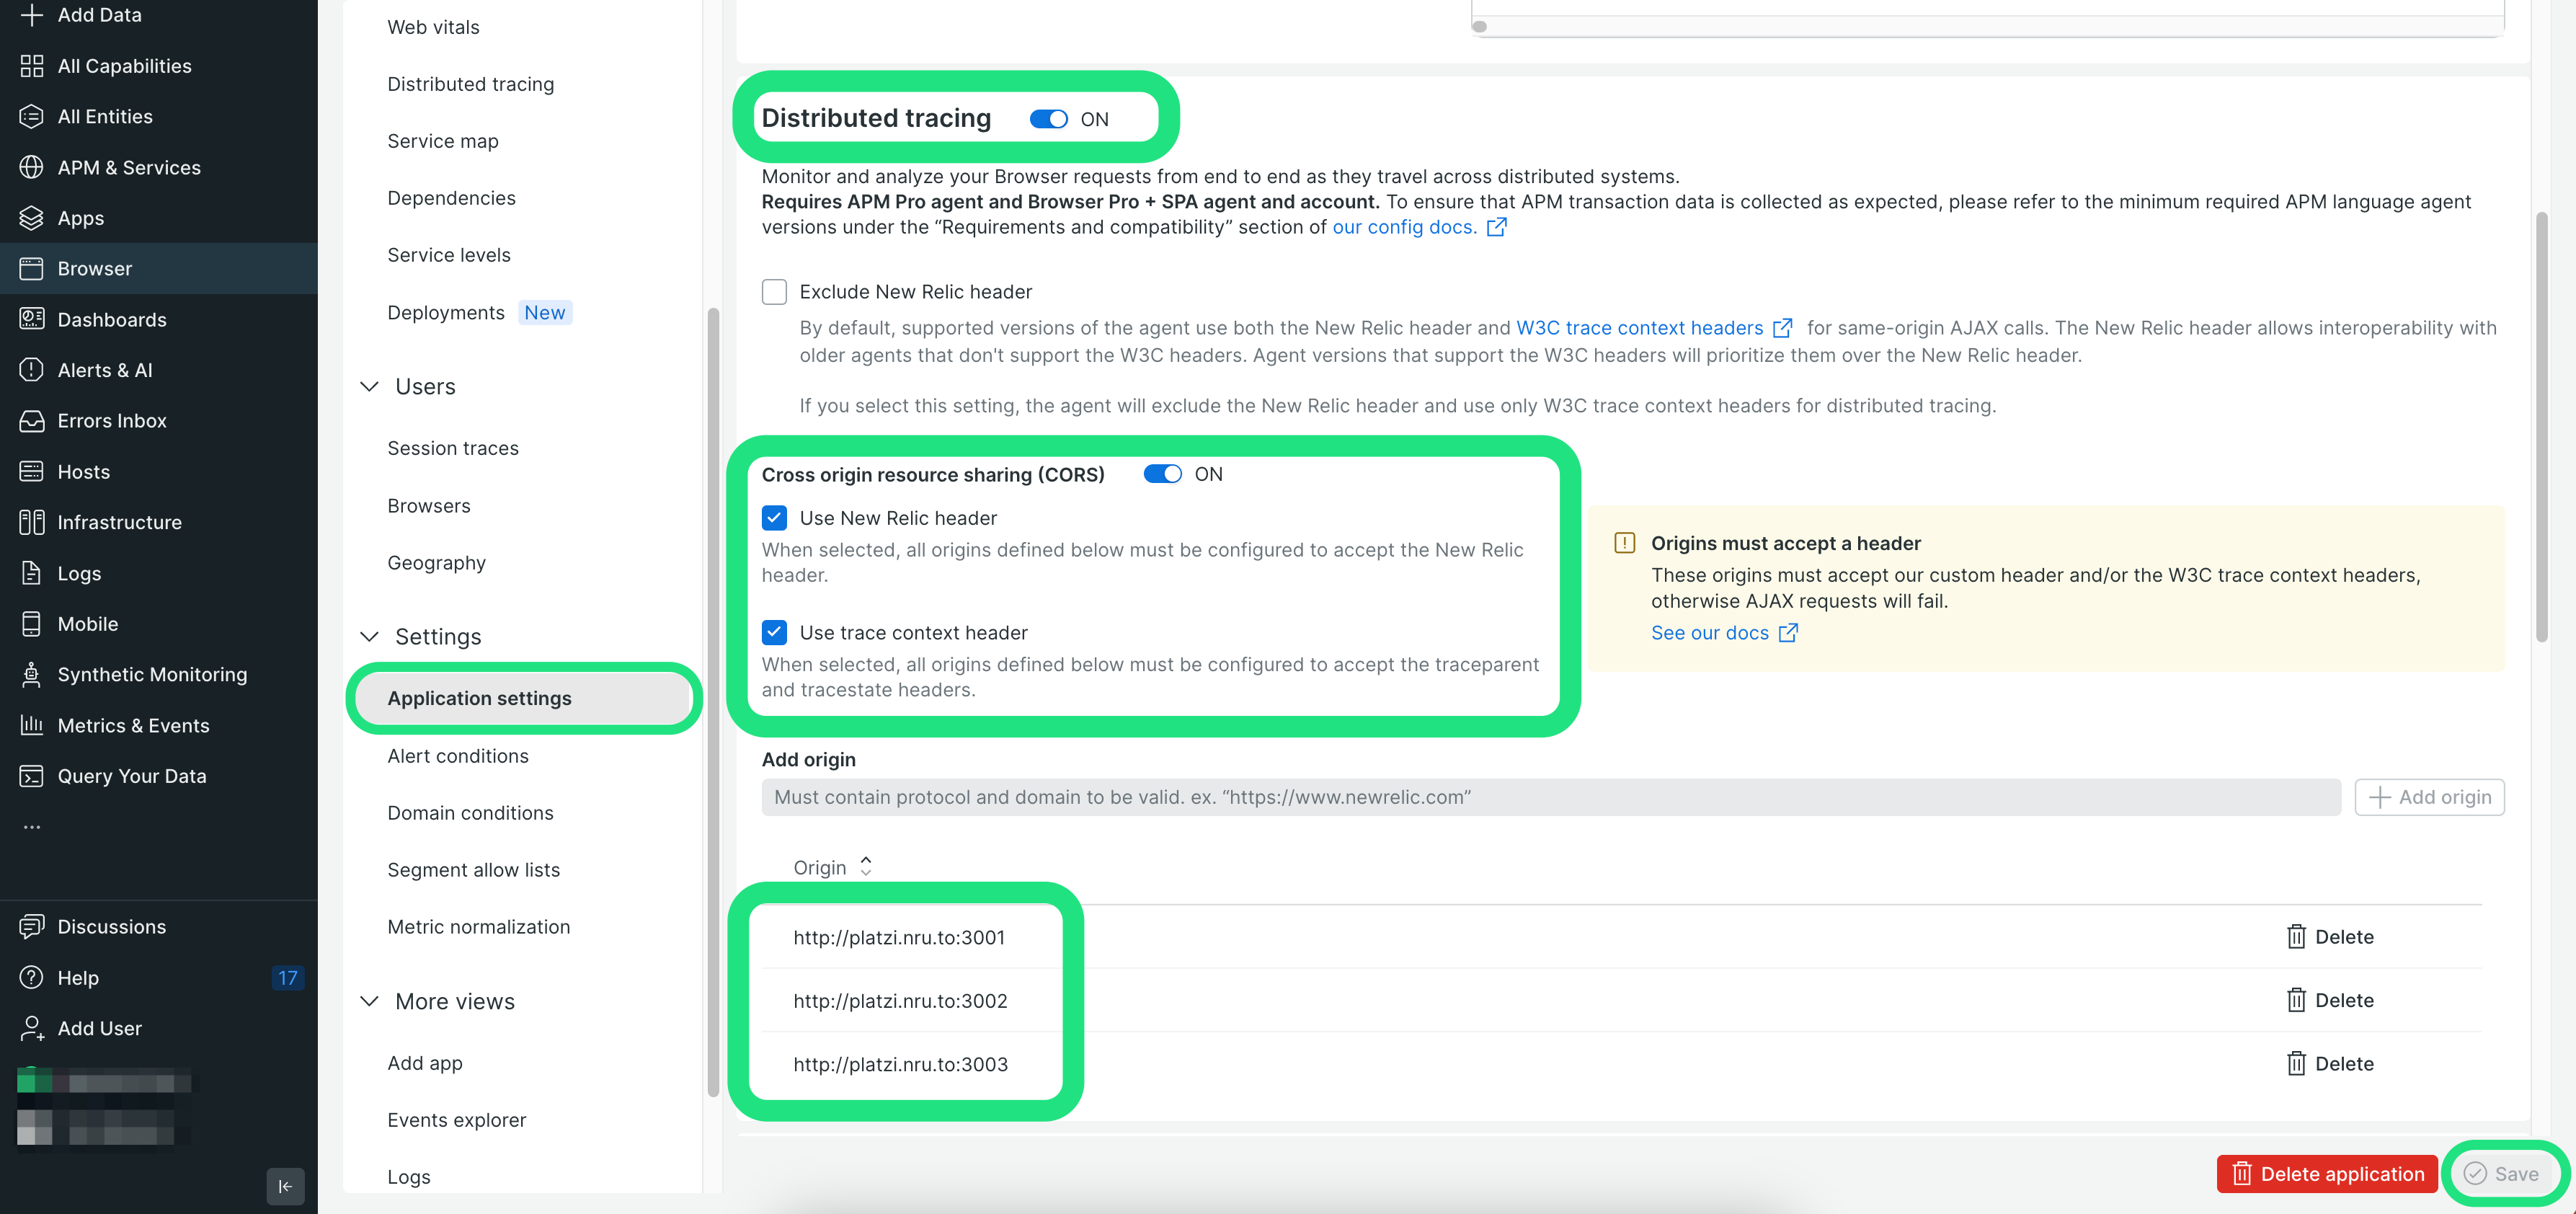 Add Data
All Capabilities
All Entities
APM & Services
Apps
Browser
Dashboards
Alerts & AI
Errors Inbox
Hosts
Infrastructure
Logs
Mobile
Synthetic Monitoring
Metrics & Events
Query Your Data
...
Discussions
Help 17
Add User
Web vitals
Distributed tracing
Service map
Dependencies
Service levels
Deployments New
Users
Session traces
Browsers
Geography
Settings
Application settings
Alert conditions
Domain conditions
Segment allow lists
Metric normalization
More views
Add app
Events explorer
Logs
Distributed tracing ON
Monitor and analyze your Browser requests from end to end as they travel across distributed systems.
Requires APM Pro agent and Browser Pro + SPA agent and account. To ensure that APM transaction data is collected as expected, please refer to the minimum required APM language agent
versions under the “Requirements and compatibility” section of our config docs.
Exclude New Relic header
By default, supported versions of the agent use both the New Relic header and W3C trace context headers for same-origin AJAX calls. The New Relic header allows interoperability with
older agents that don't support the W3C headers. Agent versions that support the W3C headers will prioritize them over the New Relic header.
If you select this setting, the agent will exclude the New Relic header and use only W3C trace context headers for distributed tracing.
Cross origin resource sharing (CORS) ON
Use New Relic header
When selected, all origins defined below must be configured to accept the New Relic
header.
Use trace context header
When selected, all origins defined below must be configured to accept the traceparent
and tracestate headers.
Origins must accept a header
These origins must accept our custom header and/or the W3C trace context headers,
otherwise AJAX requests will fail.
See our docs
Add origin
Must contain protocol and domain to be valid. ex. “https://www.newrelic.com”
Add origin
Origin
http://platzi.nru.to:3001 Delete
http://platzi.nru.to:3002 Delete
http://platzi.nru.to:3003 Delete
Delete application
Save